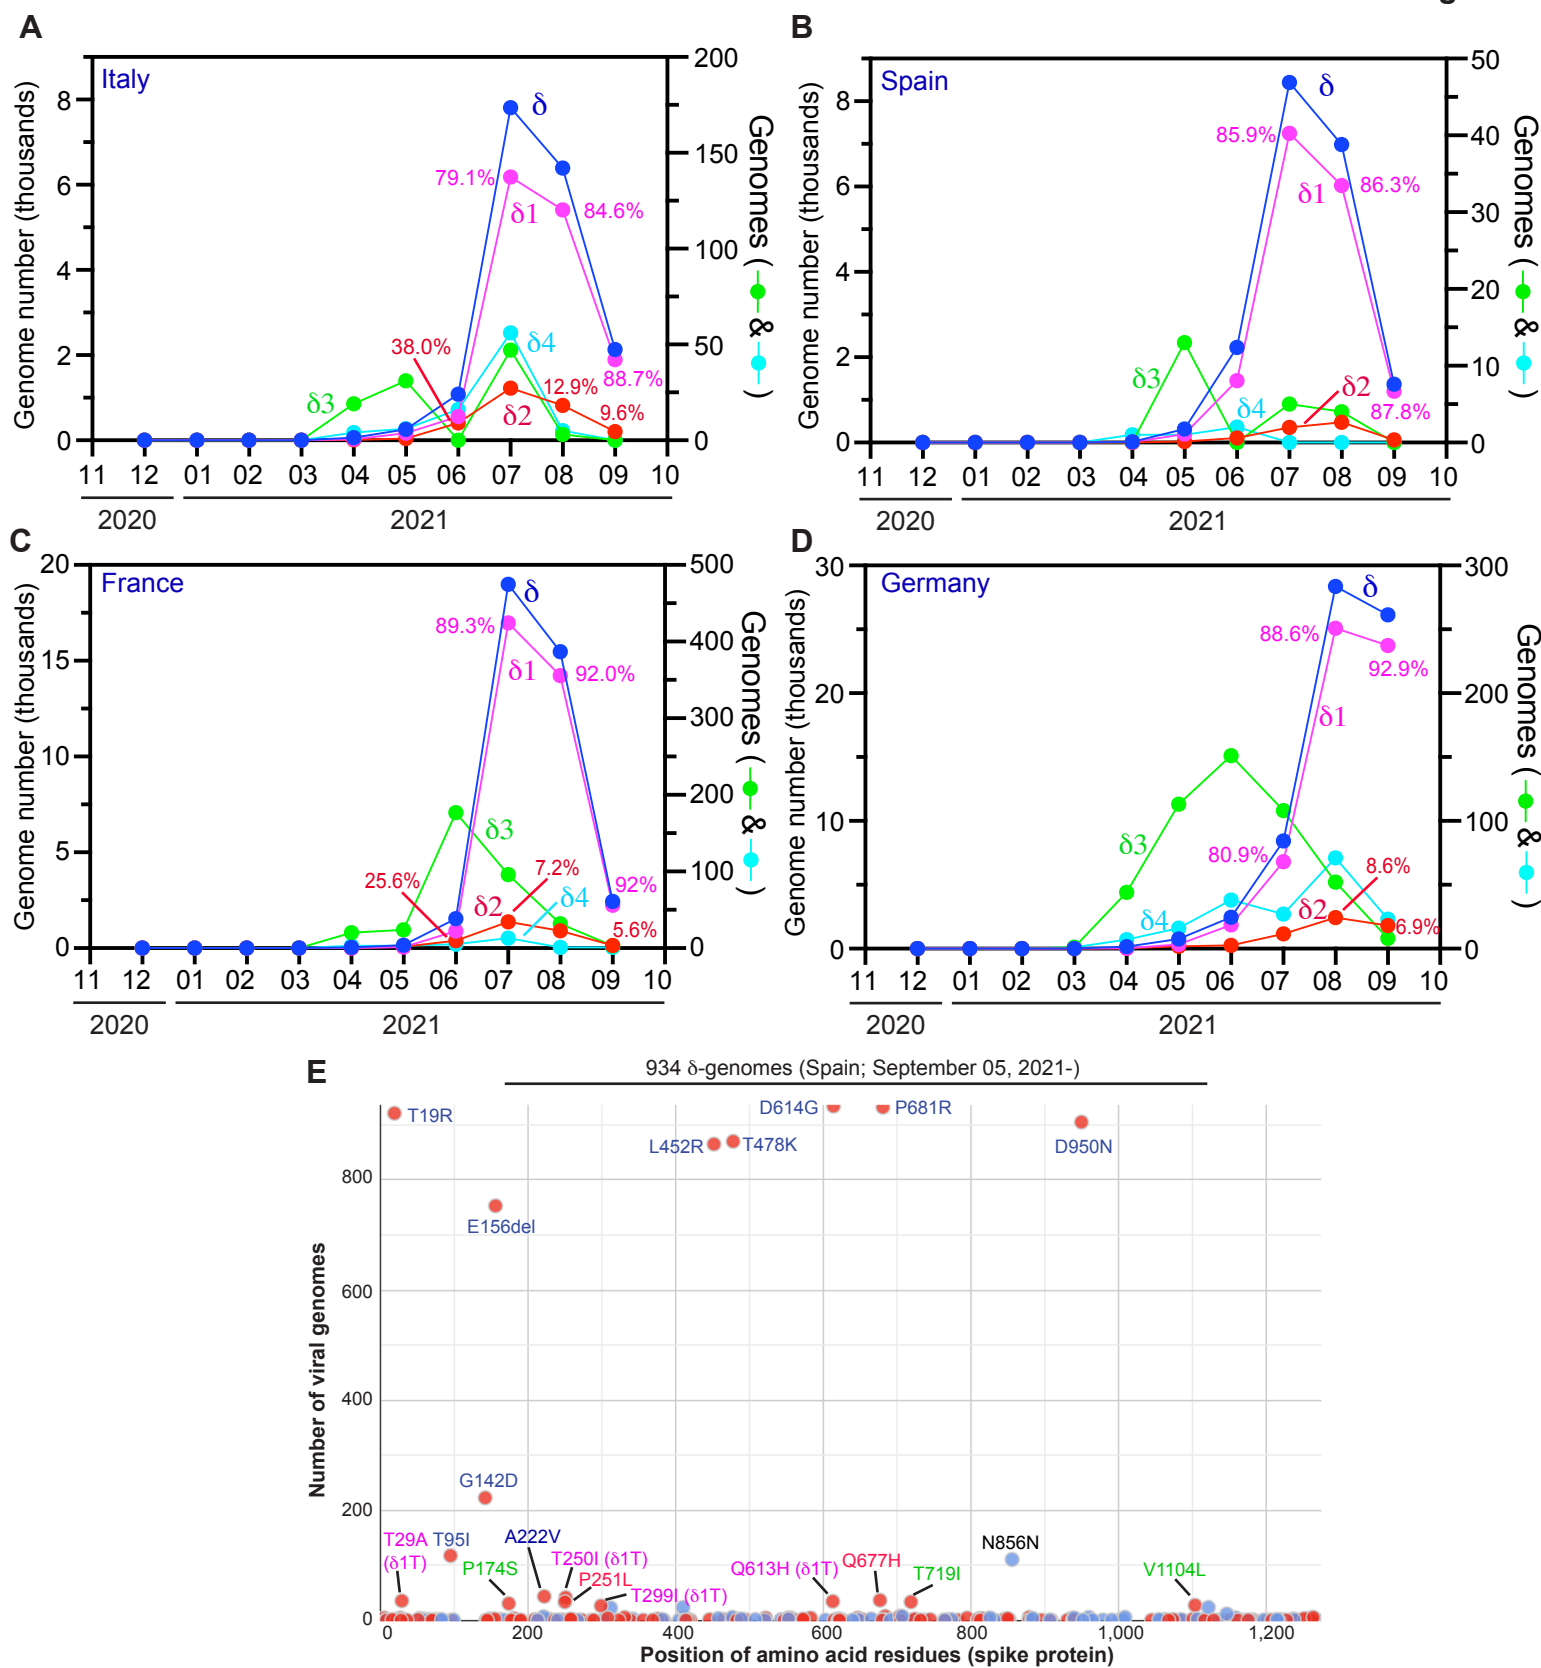 g
A
Italy
Genome number (thousands)
8
6
4
2
0
200
150
100
50
0
Genomes ( & )
δ
79.1%
δ1
84.6%
38.0%
δ4
δ3
12.9%
88.7%
δ2
9.6%
11 12 01 02 03 04 05 06 07 08 09 10
2020 2021
B
Spain
Genome number (thousands)
8
6
4
2
0
50
40
30
20
10
0
Genomes ( & )
δ
85.9%
86.3%
δ1
δ3
δ2
δ4
87.8%
11 12 01 02 03 04 05 06 07 08 09 10
2020 2021
C
France
Genome number (thousands)
20
15
10
5
0
500
400
300
200
100
0
Genomes ( & )
δ
89.3%
δ1
92.0%
δ3
25.6%
7.2%
92%
δ2
δ4
5.6%
11 12 01 02 03 04 05 06 07 08 09 10
2020 2021
D
Germany
Genome number (thousands)
30
20
10
0
300
200
100
0
Genomes ( & )
δ
88.6%
92.9%
δ1
δ3
80.9%
8.6%
δ4
δ2
6.9%
11 12 01 02 03 04 05 06 07 08 09 10
2020 2021
E
934 δ-genomes (Spain; September 05, 2021-)
Number of viral genomes
800
600
400
200
0
T19R
D614G
P681R
L452R
T478K
D950N
E156del
G142D
T29A
(δ1T)
T95I
A222V
P174S
T250I (δ1T)
P251L
T299I (δ1T)
Q613H (δ1T)
Q677H
T719I
N856N
V1104L
0 200 400 600 800 1,000 1,200
Position of amino acid residues (spike protein)